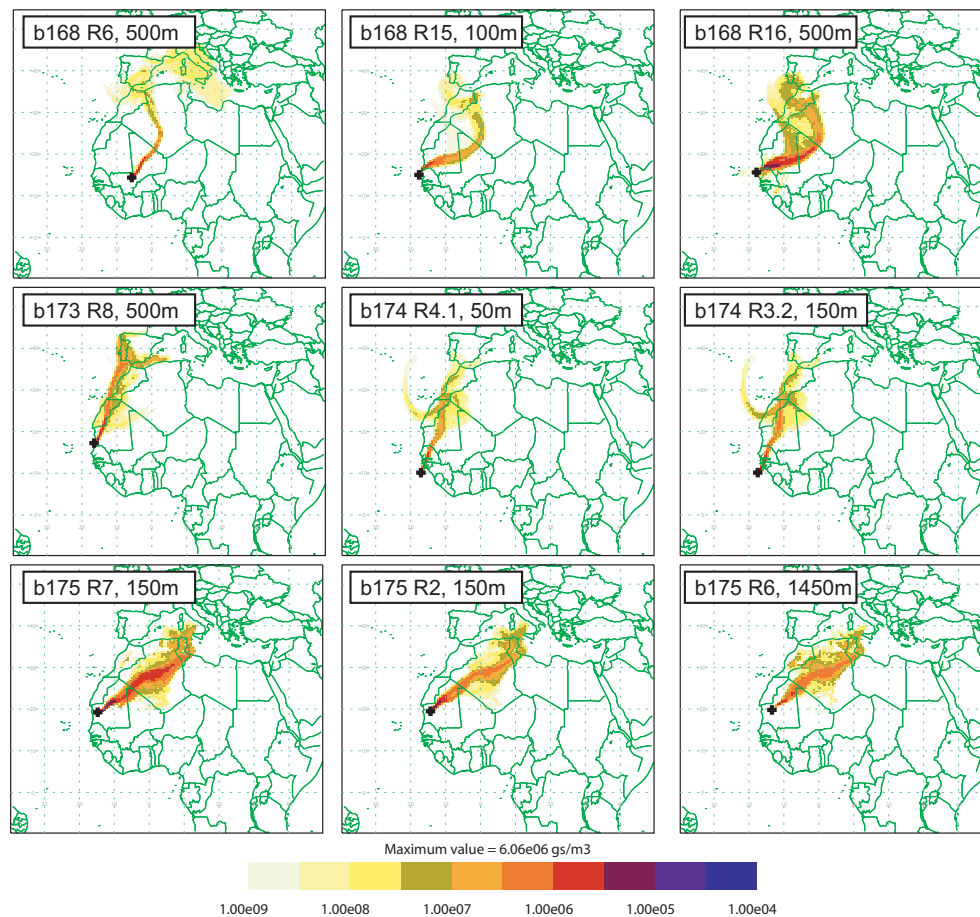 b168 R6, 500m
b168 R15, 100m
b168 R16, 500m
b173 R8, 500m
b174 R4.1, 50m
b174 R3.2, 150m
b175 R7, 150m
b175 R2, 150m
b175 R6, 1450m
Maximum value = 6.06e06 gs/m3
1.00e09 1.00e08 1.00e07 1.00e06 1.00e05 1.00e04